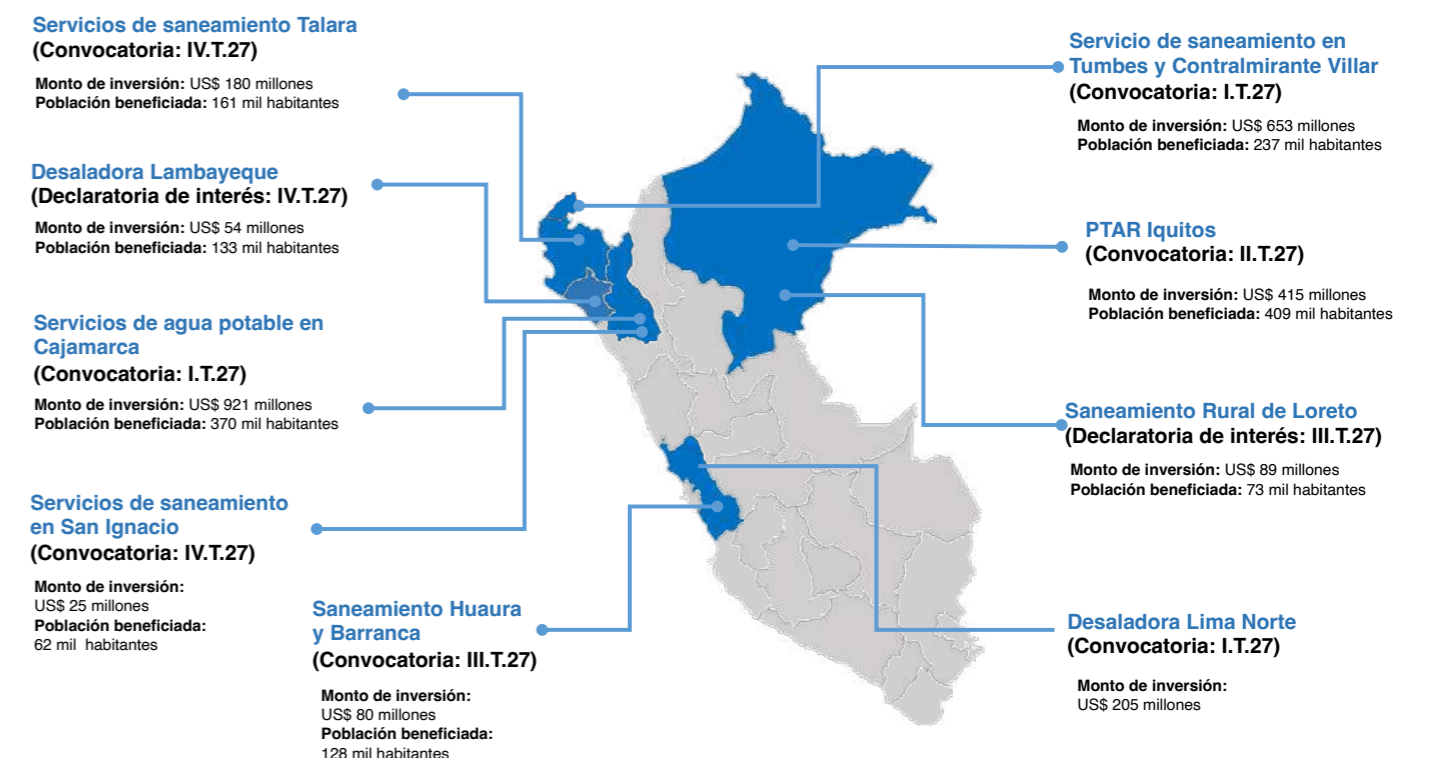 Servicios de saneamiento Talara
(Convocatoria: IV.T.27)
Monto de inversión: US$ 180 millones
Población beneficiada: 161 mil habitantes
Desaladora Lambayeque
(Declaratoria de interés: IV.T.27)
Monto de inversión: US$ 54 millones
Población beneficiada: 133 mil habitantes
Servicios de agua potable en
Cajamarca
(Convocatoria: I.T.27)
Monto de inversión: US$ 921 millones
Población beneficiada: 370 mil habitantes
Servicios de saneamiento
en San Ignacio
(Convocatoria: IV.T.27)
Monto de inversión:
US$ 25 millones
Población beneficiada:
62 mil habitantes
Saneamiento Huaura
y Barranca
(Convocatoria: III.T.27)
Monto de inversión:
US$ 80 millones
Población beneficiada:
128 mil habitantes
Servicio de saneamiento en
Tumbes y Contralmirante Villar
(Convocatoria: I.T.27)
Monto de inversión: US$ 653 millones
Población beneficiada: 237 mil habitantes
PTAR Iquitos
(Convocatoria: II.T.27)
Monto de inversión: US$ 415 millones
Población beneficiada: 409 mil habitantes
Saneamiento Rural de Loreto
(Declaratoria de interés: III.T.27)
Monto de inversión: US$ 89 millones
Población beneficiada: 73 mil habitantes
Desaladora Lima Norte
(Convocatoria: I.T.27)
Monto de inversión:
US$ 205 millones